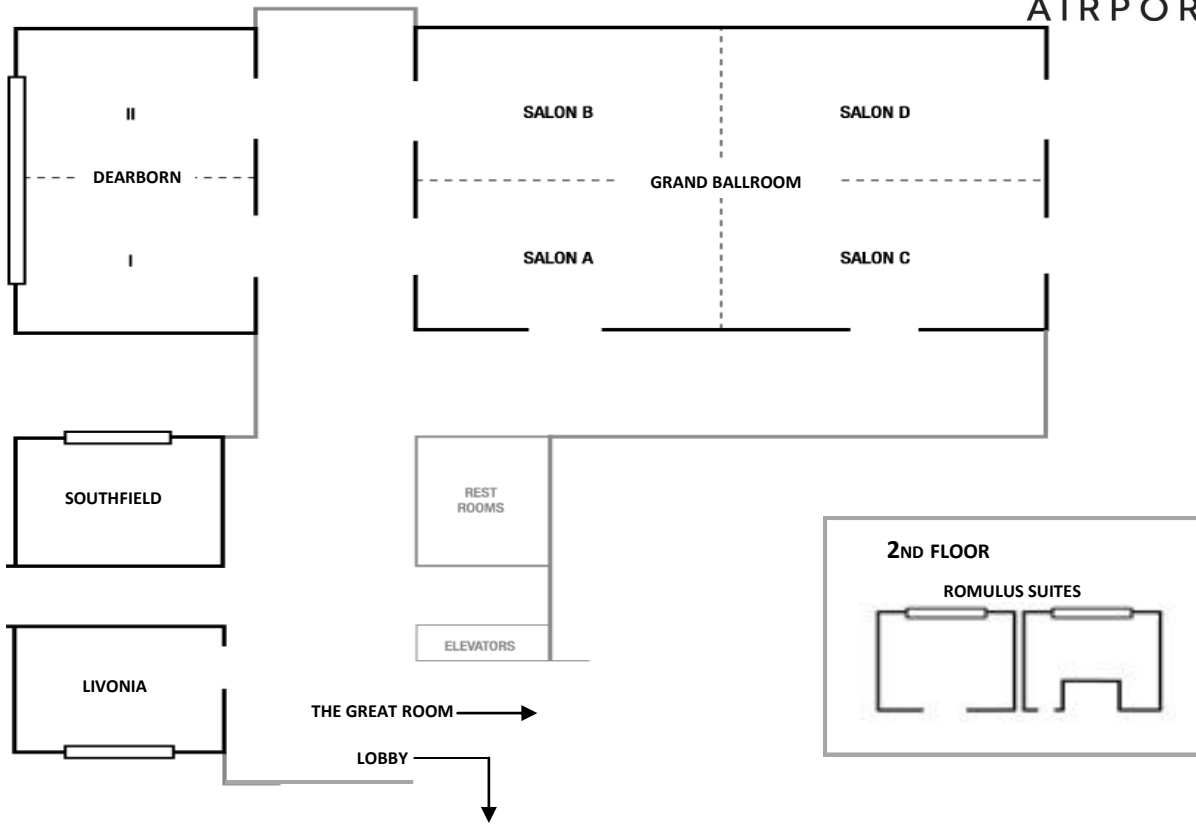 AIRPOR
II
SALON B
SALON D
DEARBORN
GRAND BALLROOM
I
SALON A
SALON C
SOUTHFIELD
REST
ROOMS
2ND FLOOR
ROMULUS SUITES
ELEVATORS
LIVONIA
THE GREAT ROOM
LOBBY